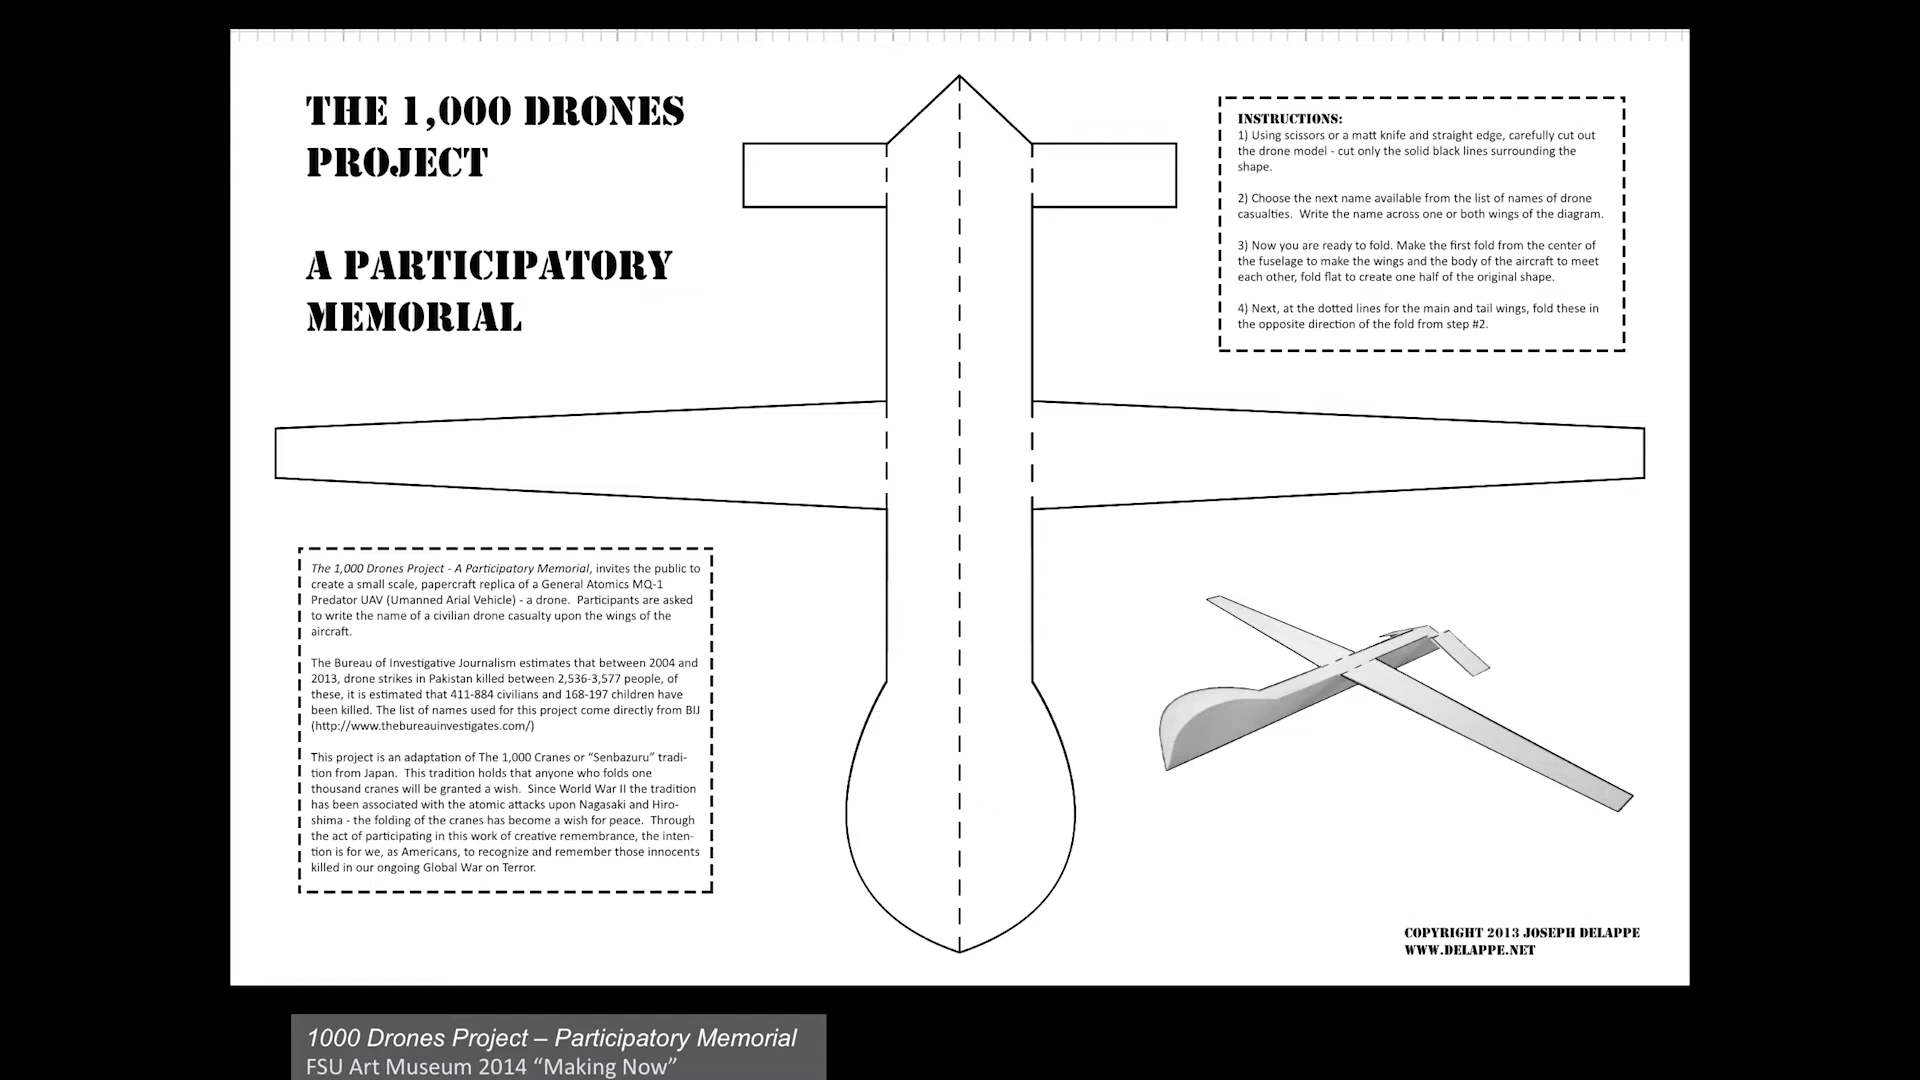 THE 1,000 DRONES
PROJECT
A PARTICIPATORY
MEMORIAL
INSTRUCTIONS:
1) Using scissors or a matt knife and straight edge, carefully cut out
the drone model - cut only the solid black lines surrounding the
shape.
2) Choose the next name available from the list of names of drone
casualties.  Write the name across one or both wings of the diagram.
3) Now you are ready to fold. Make the first fold from the center of
the fuselage to make the wings and the body of the aircraft to meet
each other, fold flat to create one half of the original shape.
4) Next, at the dotted lines for the main and tail wings, fold these in
the opposite direction of the fold from step #2.
The 1,000 Drones Project - A Participatory Memorial, invites the public to
create a small scale, papercraft replica of a General Atomics MQ-1
Predator UAV (Umanned Arial Vehicle) - a drone.  Participants are asked
to write the name of a civilian drone casualty upon the wings of the
aircraft.
The Bureau of Investigative Journalism estimates that between 2004 and
2013, drone strikes in Pakistan killed between 2,536-3,577 people, of
these, it is estimated that 411-884 civilians and 168-197 children have
been killed. The list of names used for this project come directly from BIJ
(http://www.thebureauinvestigates.com/)
This project is an adaptation of The 1,000 Cranes or “Senbazuru” tradi-
tion from Japan.  This tradition holds that anyone who folds one
thousand cranes will be granted a wish.  Since World War II the tradition
has been associated with the atomic attacks upon Nagasaki and Hiro-
shima - the folding of the cranes has become a wish for peace.  Through
the act of participating in this work of creative remembrance, the inten-
tion is for we, as Americans, to recognize and remember those innocents
killed in our ongoing Global War on Terror.
COPYRIGHT 2013 JOSEPH DELAPPE
WWW.DELAPPE.NET
1000 Drones Project – Participatory Memorial
FSU Art Museum 2014 “Making Now”